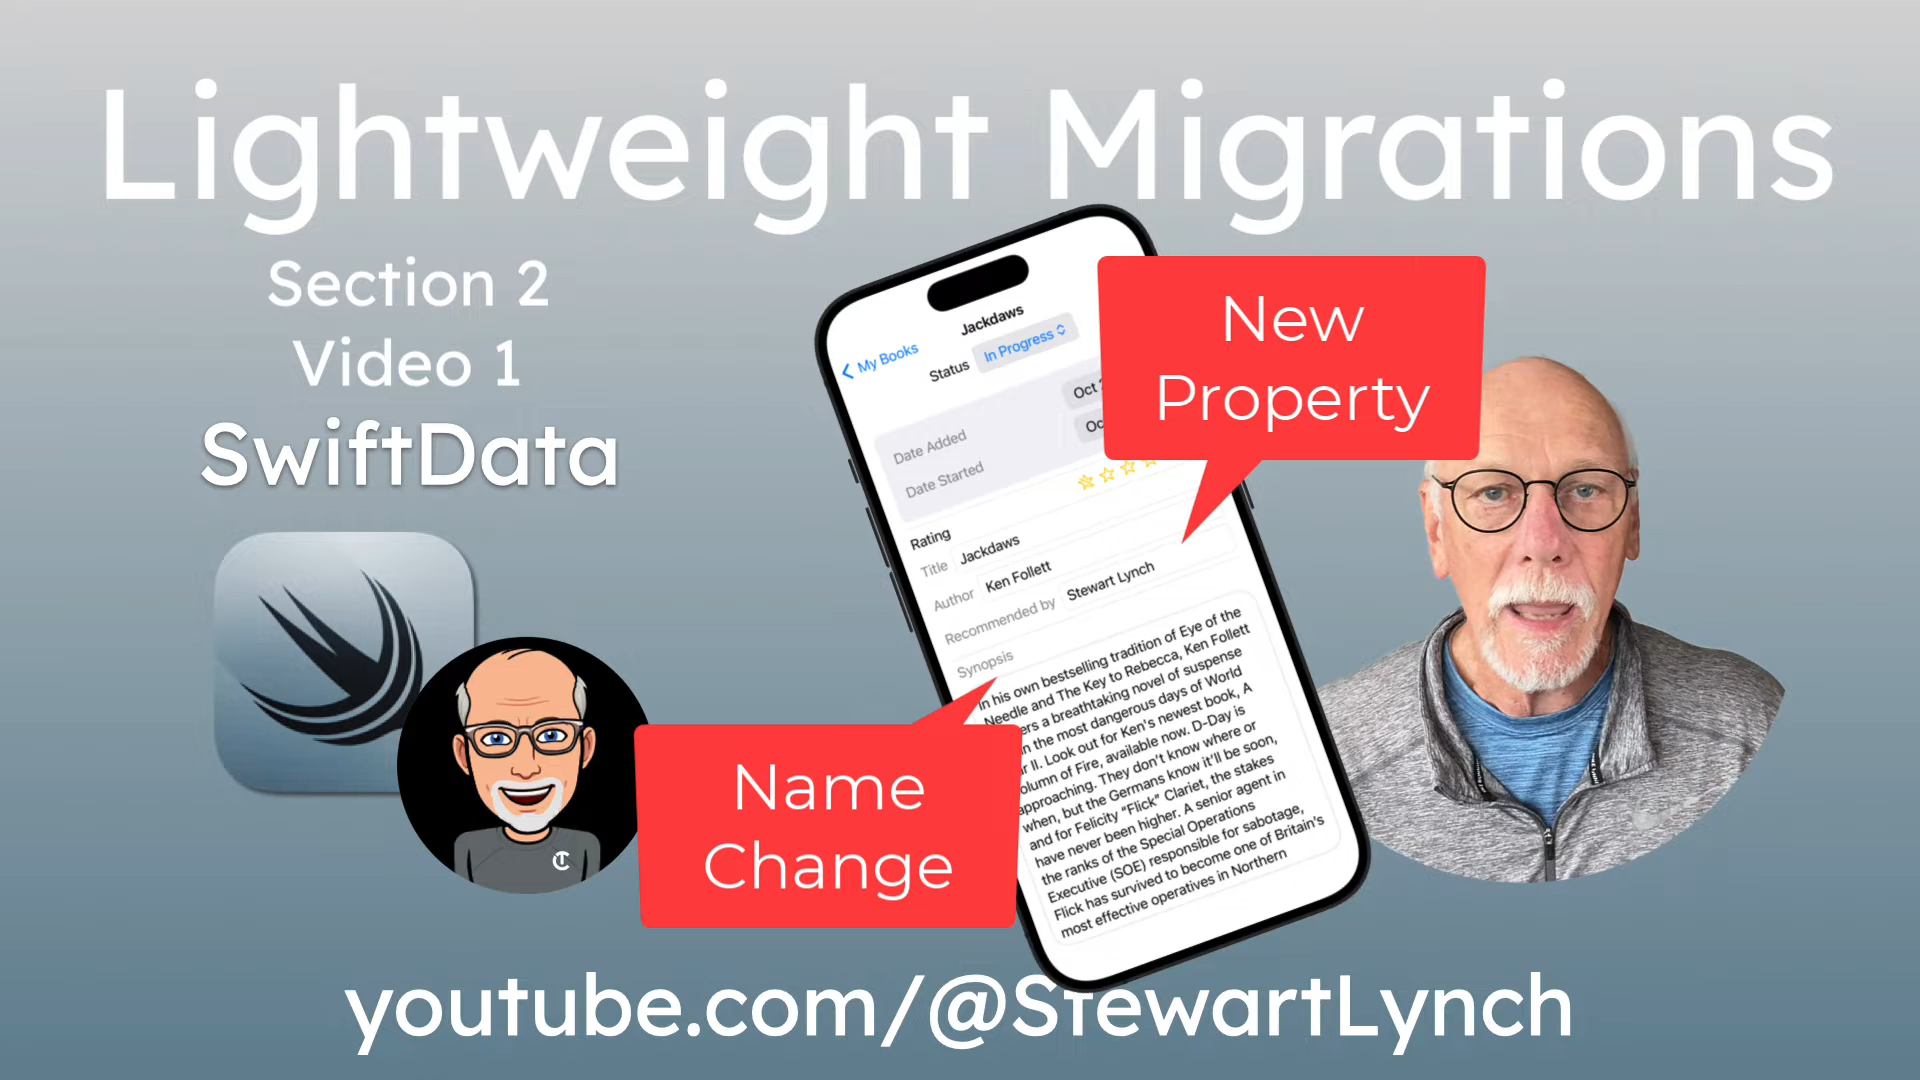 Lightweight Migrations
Section 2
Video 1
SwiftData
New
Property
Jackdaws
My Books
Status In Progress
Date Added Oct
Date Started
Rating
Title Jackdaws
Author Ken Follett
Recommended by Stewart Lynch
Synopsis
In his own bestselling tradition of Eye of the
Needle and The Key to Rebecca, Ken Follett
a breathtaking novel of suspense
in the most dangerous days of World
II. Look out for Ken's newest book, A
of Fire, available now. D-Day is
approaching. They don't know where or
when, but the Germans know it'll be soon,
and for Felicity "Flick" Clariet, the stakes
have never been higher. A senior agent in
the ranks of the Special Operations
Executive (SOE) responsible for sabotage,
Flick has survived to become one of Britain's
most effective operatives in Northern
Name
Change
youtube.com/@StewartLynch